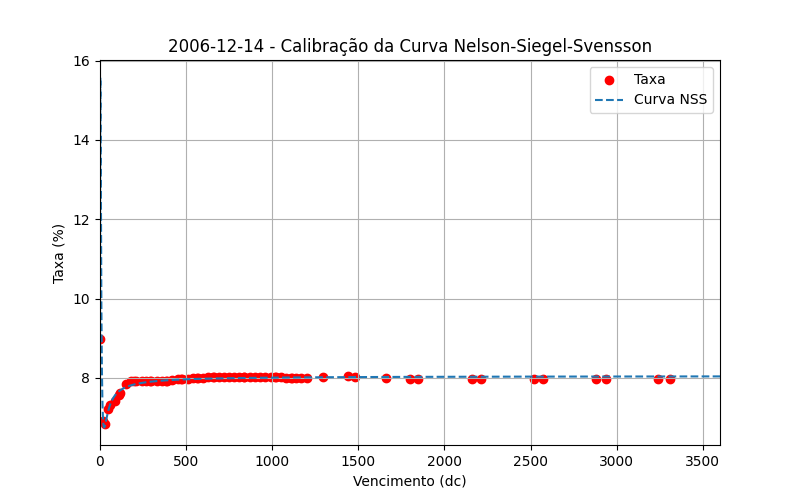 2006-12-14 - Calibração da Curva Nelson-Siegel-Svensson
Taxa
Curva NSS
Taxa (%)
16
14
12
10
8
0 500 1000 1500 2000 2500 3000 3500
Vencimento (dc)